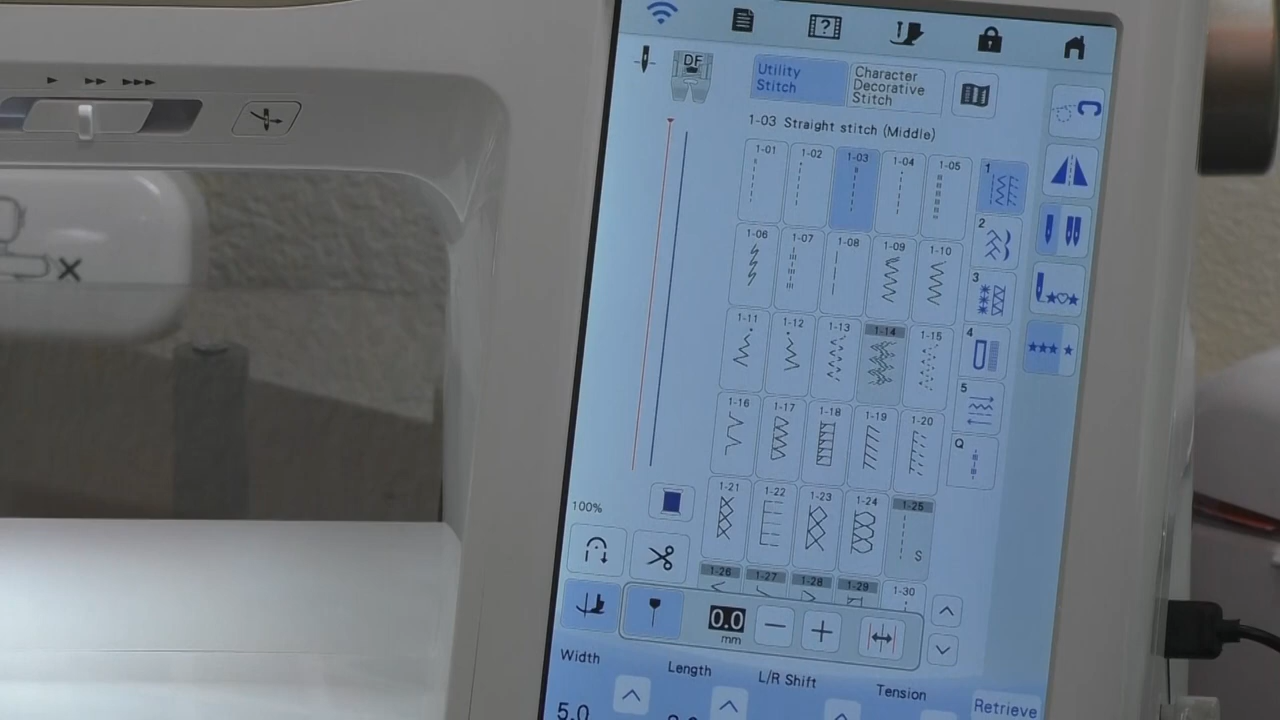 DF
Utility
Stitch
Character
Decorative
Stitch
1-03 Straight stitch (Middle)
1-01
1-02
1-03
1-04
1-05
1
1-06
1-07
1-08
1-09
1-10
2
3
1-11
1-12
1-13
1-14
1-15
4
5
1-16
1-17
1-18
1-19
1-20
Q
1-21
1-22
1-23
1-24
1-25
S
100%
1-26
1-27
1-28
1-29
1-30
0.0
mm
Width
Length
L/R Shift
Tension
Retrieve
5.0